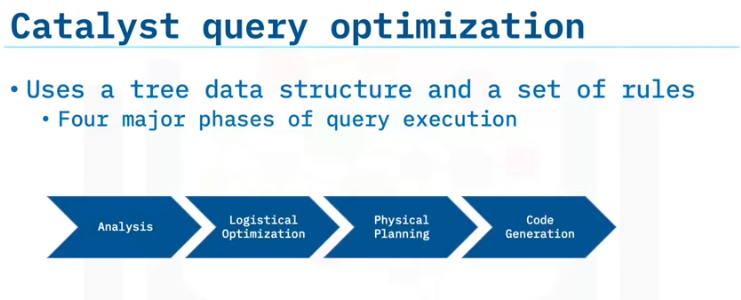 Catalyst query optimization
• Uses a tree data structure and a set of rules
• Four major phases of query execution
Analysis
Logistical
Optimization
Physical
Planning
Code
Generation